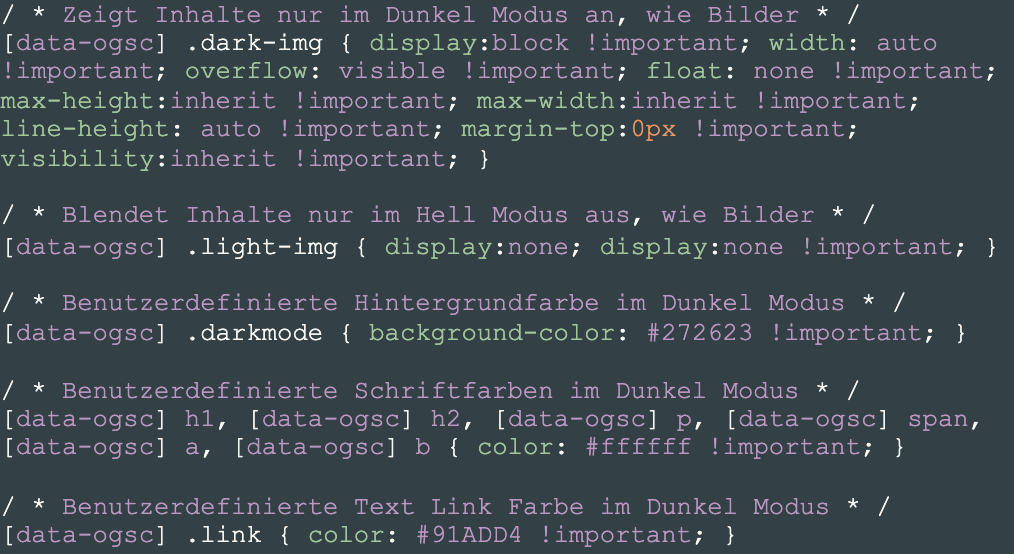 / * Zeigt Inhalte nur im Dunkel Modus an, wie Bilder * /
[data-ogsc] .dark-img { display:block !important; width: auto
!important; overflow: visible !important; float: none !important;
max-height:inherit !important; max-width:inherit !important;
line-height: auto !important; margin-top:0px !important;
visibility:inherit !important; }
/ * Blendet Inhalte nur im Hell Modus aus, wie Bilder * /
[data-ogsc] .light-img { display:none; display:none !important; }
/ * Benutzerdefinierte Hintergrundfarbe im Dunkel Modus * /
[data-ogsc] .darkmode { background-color: #272623 !important; }
/ * Benutzerdefinierte Schriftfarben im Dunkel Modus * /
[data-ogsc] h1, [data-ogsc] h2, [data-ogsc] p, [data-ogsc] span,
[data-ogsc] a, [data-ogsc] b { color: #ffffff !important; }
/ * Benutzerdefinierte Text Link Farbe im Dunkel Modus * /
[data-ogsc] .link { color: #91ADD4 !important; }